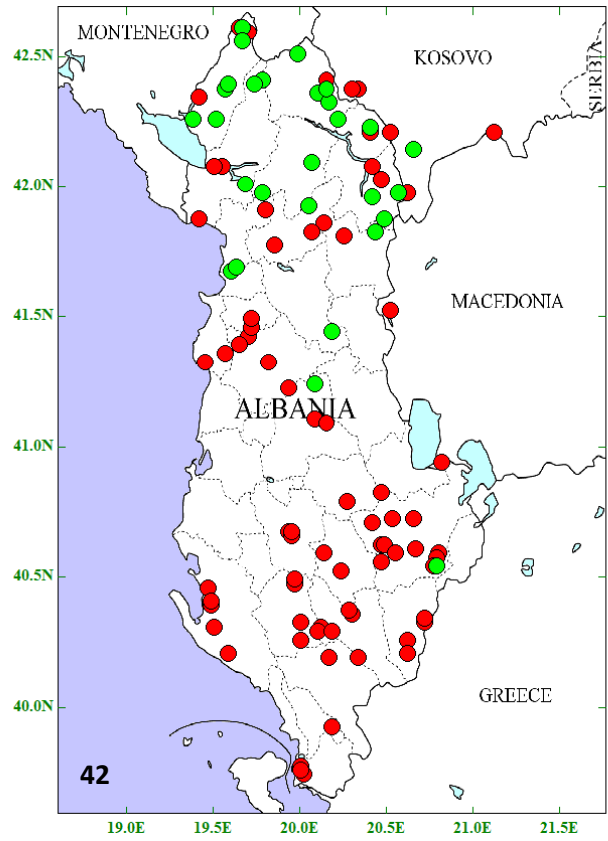 MONTENEGRO
42.5N
KOSOVO
SERBIA
42.0N
41.5N
MACEDONIA
ALBANIA
41.0N
40.5N
40.0N
GREECE
42
19.0E 19.5E 20.0E 20.5E 21.0E 21.5E